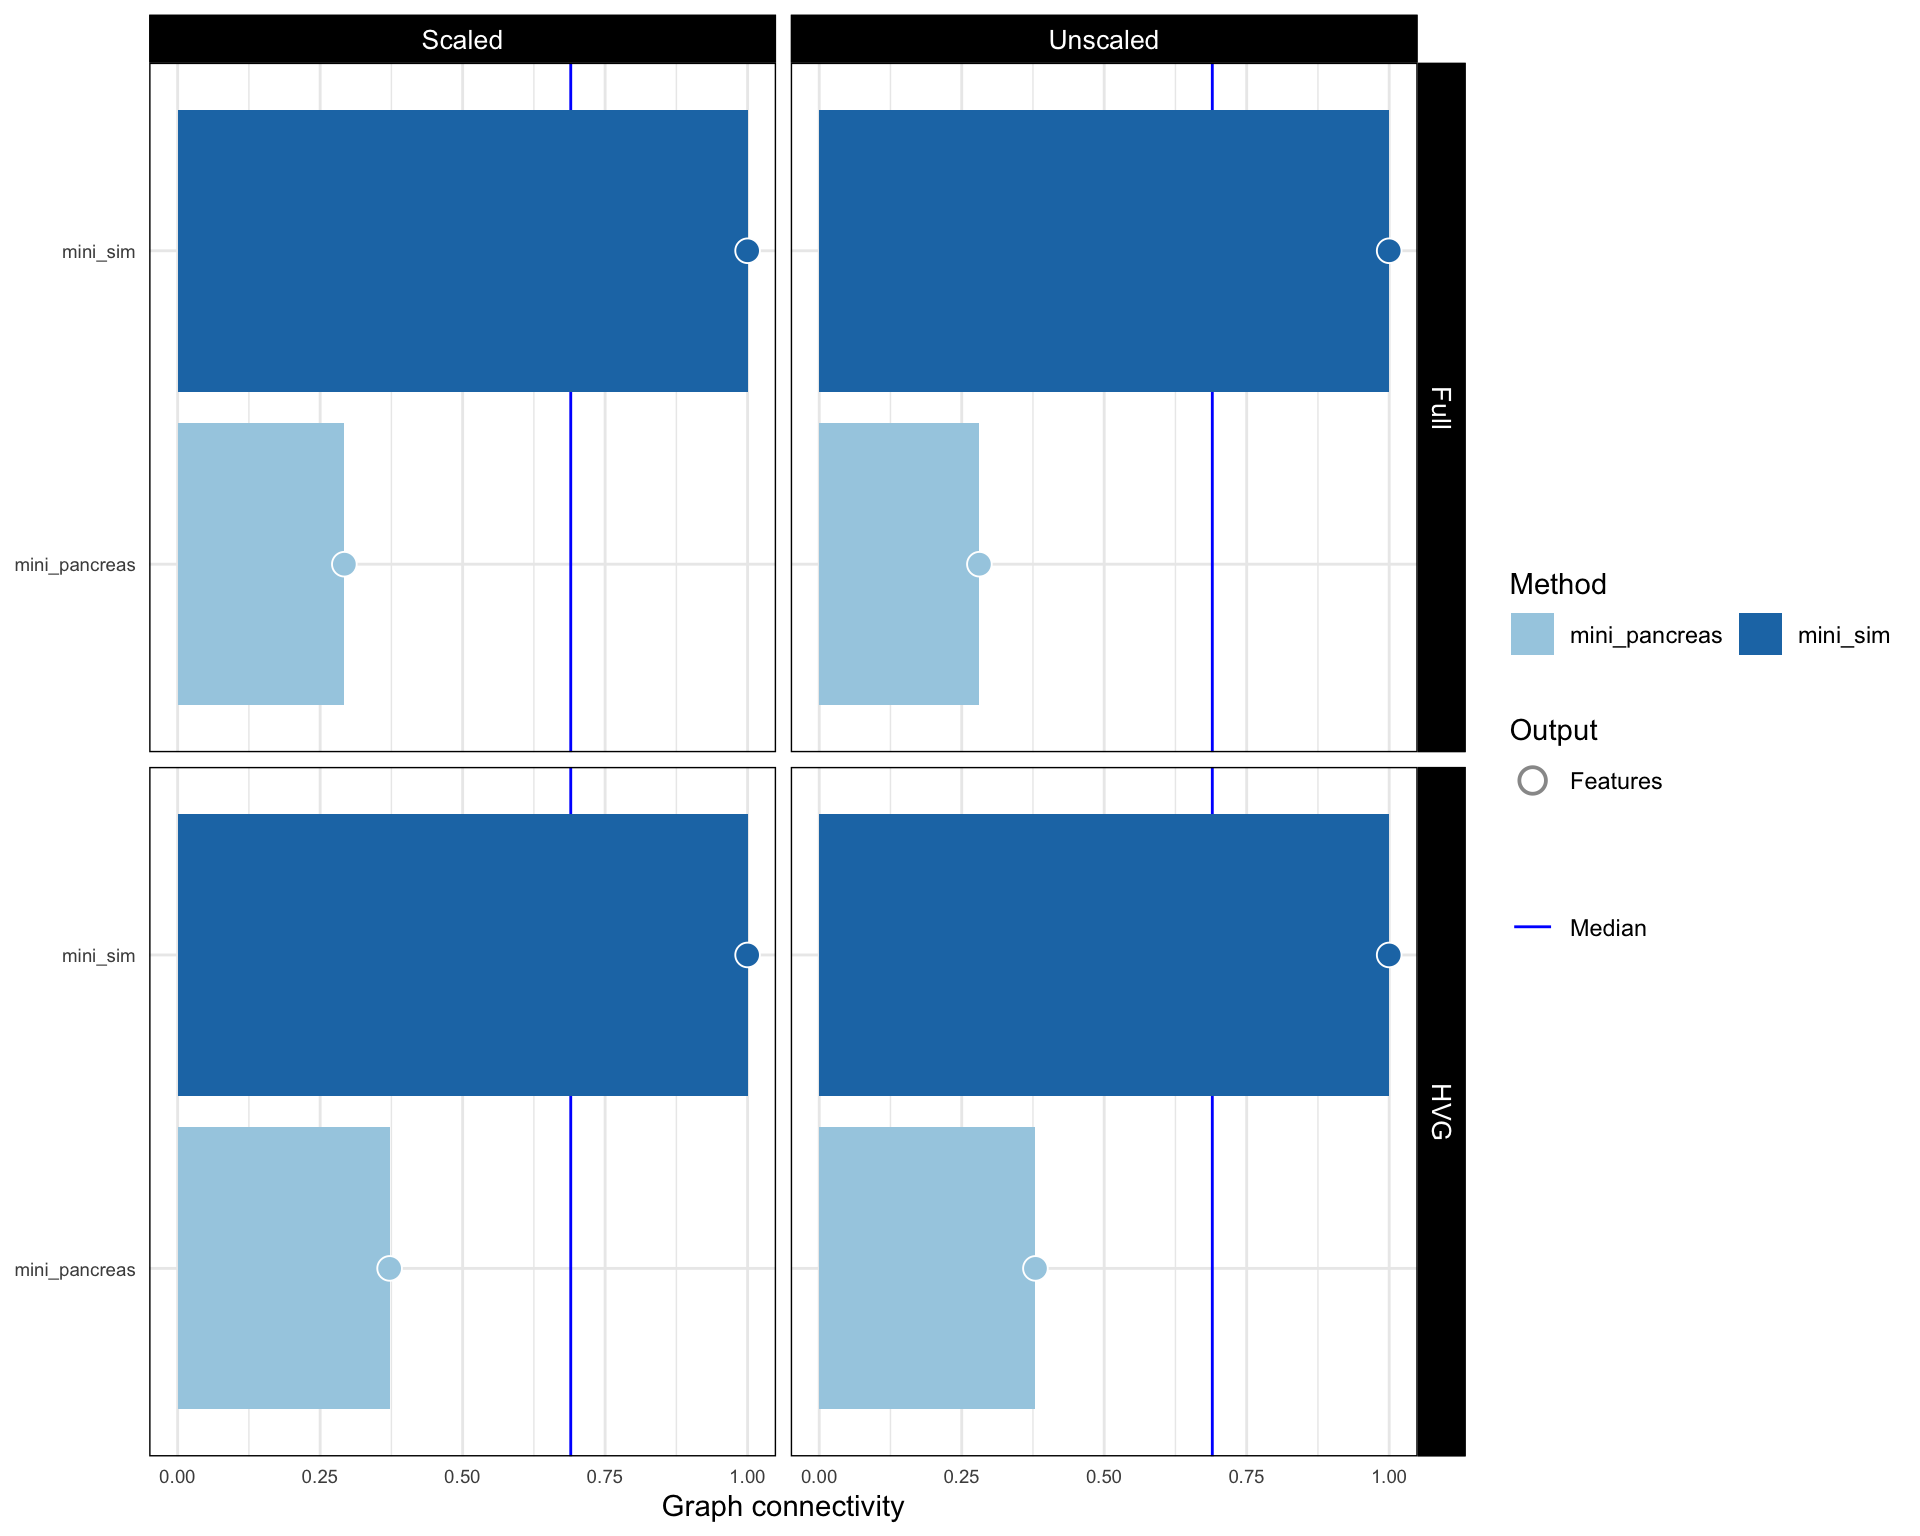 Scaled
Unscaled
mini_sim
mini_pancreas
Full
mini_sim
mini_pancreas
HVG
0.00 0.25 0.50 0.75 1.00
0.00 0.25 0.50 0.75 1.00
Graph connectivity
Method
mini_pancreas mini_sim
Output
Features
Median